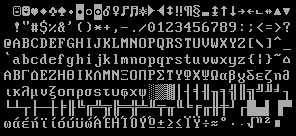 ☺☻♥♦♣♠•◘○◙♂♀♪♫☼►◄↕‼¶§▬↨↑↓→←∟↔▲▼
!"#$%&'()*+,-./0123456789:;<=>?
@ABCDEFGHIJKLMNOPQRSTUVWXYZ[\]^_
`abcdefghijklmnopqrstuvwxyz{|}~⌂
ΑΒΓΔΕΖΗΘΙΚΛΜΝΞΟΠΡΣΤΥΦΧΨΩαβγδεζηθ
ικλμνξοπρσςτυφχψ░▒▓│┤╡╢╖╕╣║╗╝╜╛┐
└┴┬├─┼╞╟╚╔╩╦╠═╬╧╨╤╥╙╘╒╓╫╪┘┌█▄▌▐▀
ωάέήϊίόύϋώΆΈΉΊΌΎΏ±≥≤ΪΫ÷≈°∙·√ⁿ²■